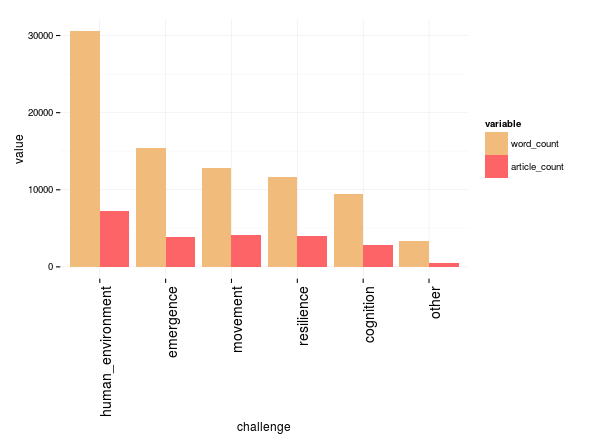 30000
20000
10000
0
value
human_environment
emergence
movement
resilience
cognition
other
challenge
variable
word_count
article_count